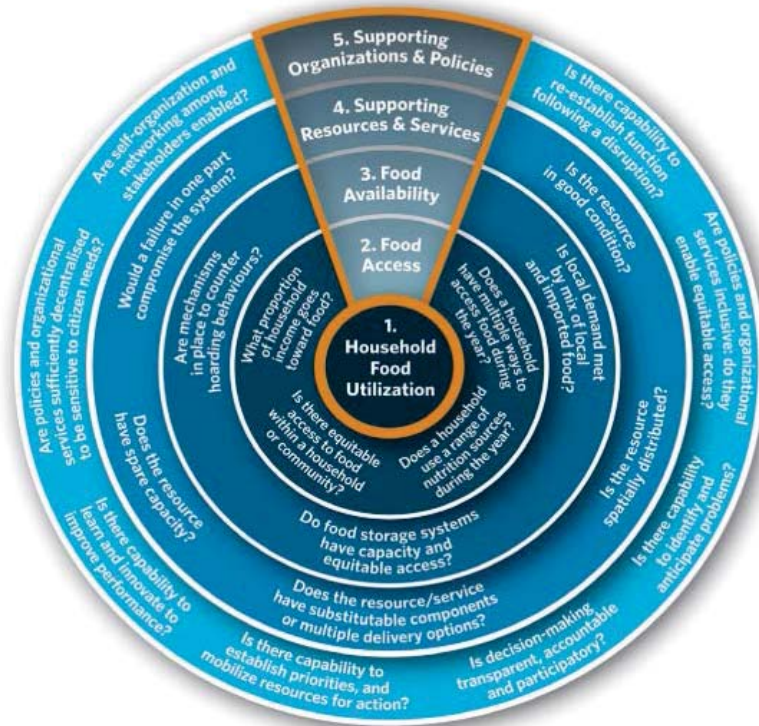 5. Supporting
Organizations & Policies
4. Supporting
Resources & Services
3. Food
Availability
2. Food
Access
1.
Household
Food
Utilization
Does a household
have multiple ways to
access food during
the year?
Does a household
use a range of
nutrition sources
during the year?
Is there equitable
access to food
within a household
or community?
What proportion
of household
income goes
toward food?
Is local demand met
by mix of local
and imported food?
Do food storage systems
have capacity and
equitable access?
Are mechanisms
in place to counter
hoarding behaviours?
Is the resource
in good condition?
Is the resource
spatially distributed?
Does the resource/service
have substitutable components
or multiple delivery options?
Does the resource
have spare capacity?
Would a failure in one part
compromise the system?
Is there capability to
re-establish function
following a disruption?
Are policies and organizational
services inclusive: do they
enable equitable access?
Is there capability
to identify and
anticipate problems?
Is decision-making
transparent, accountable
and participatory?
Is there capability to
establish priorities, and
mobilize resources for action?
Is there capability to
learn and innovate to
improve performance?
Are policies and organizational
services sufficiently decentralised
to be sensitive to citizen needs?
Are self-organization and
networking among
stakeholders enabled?